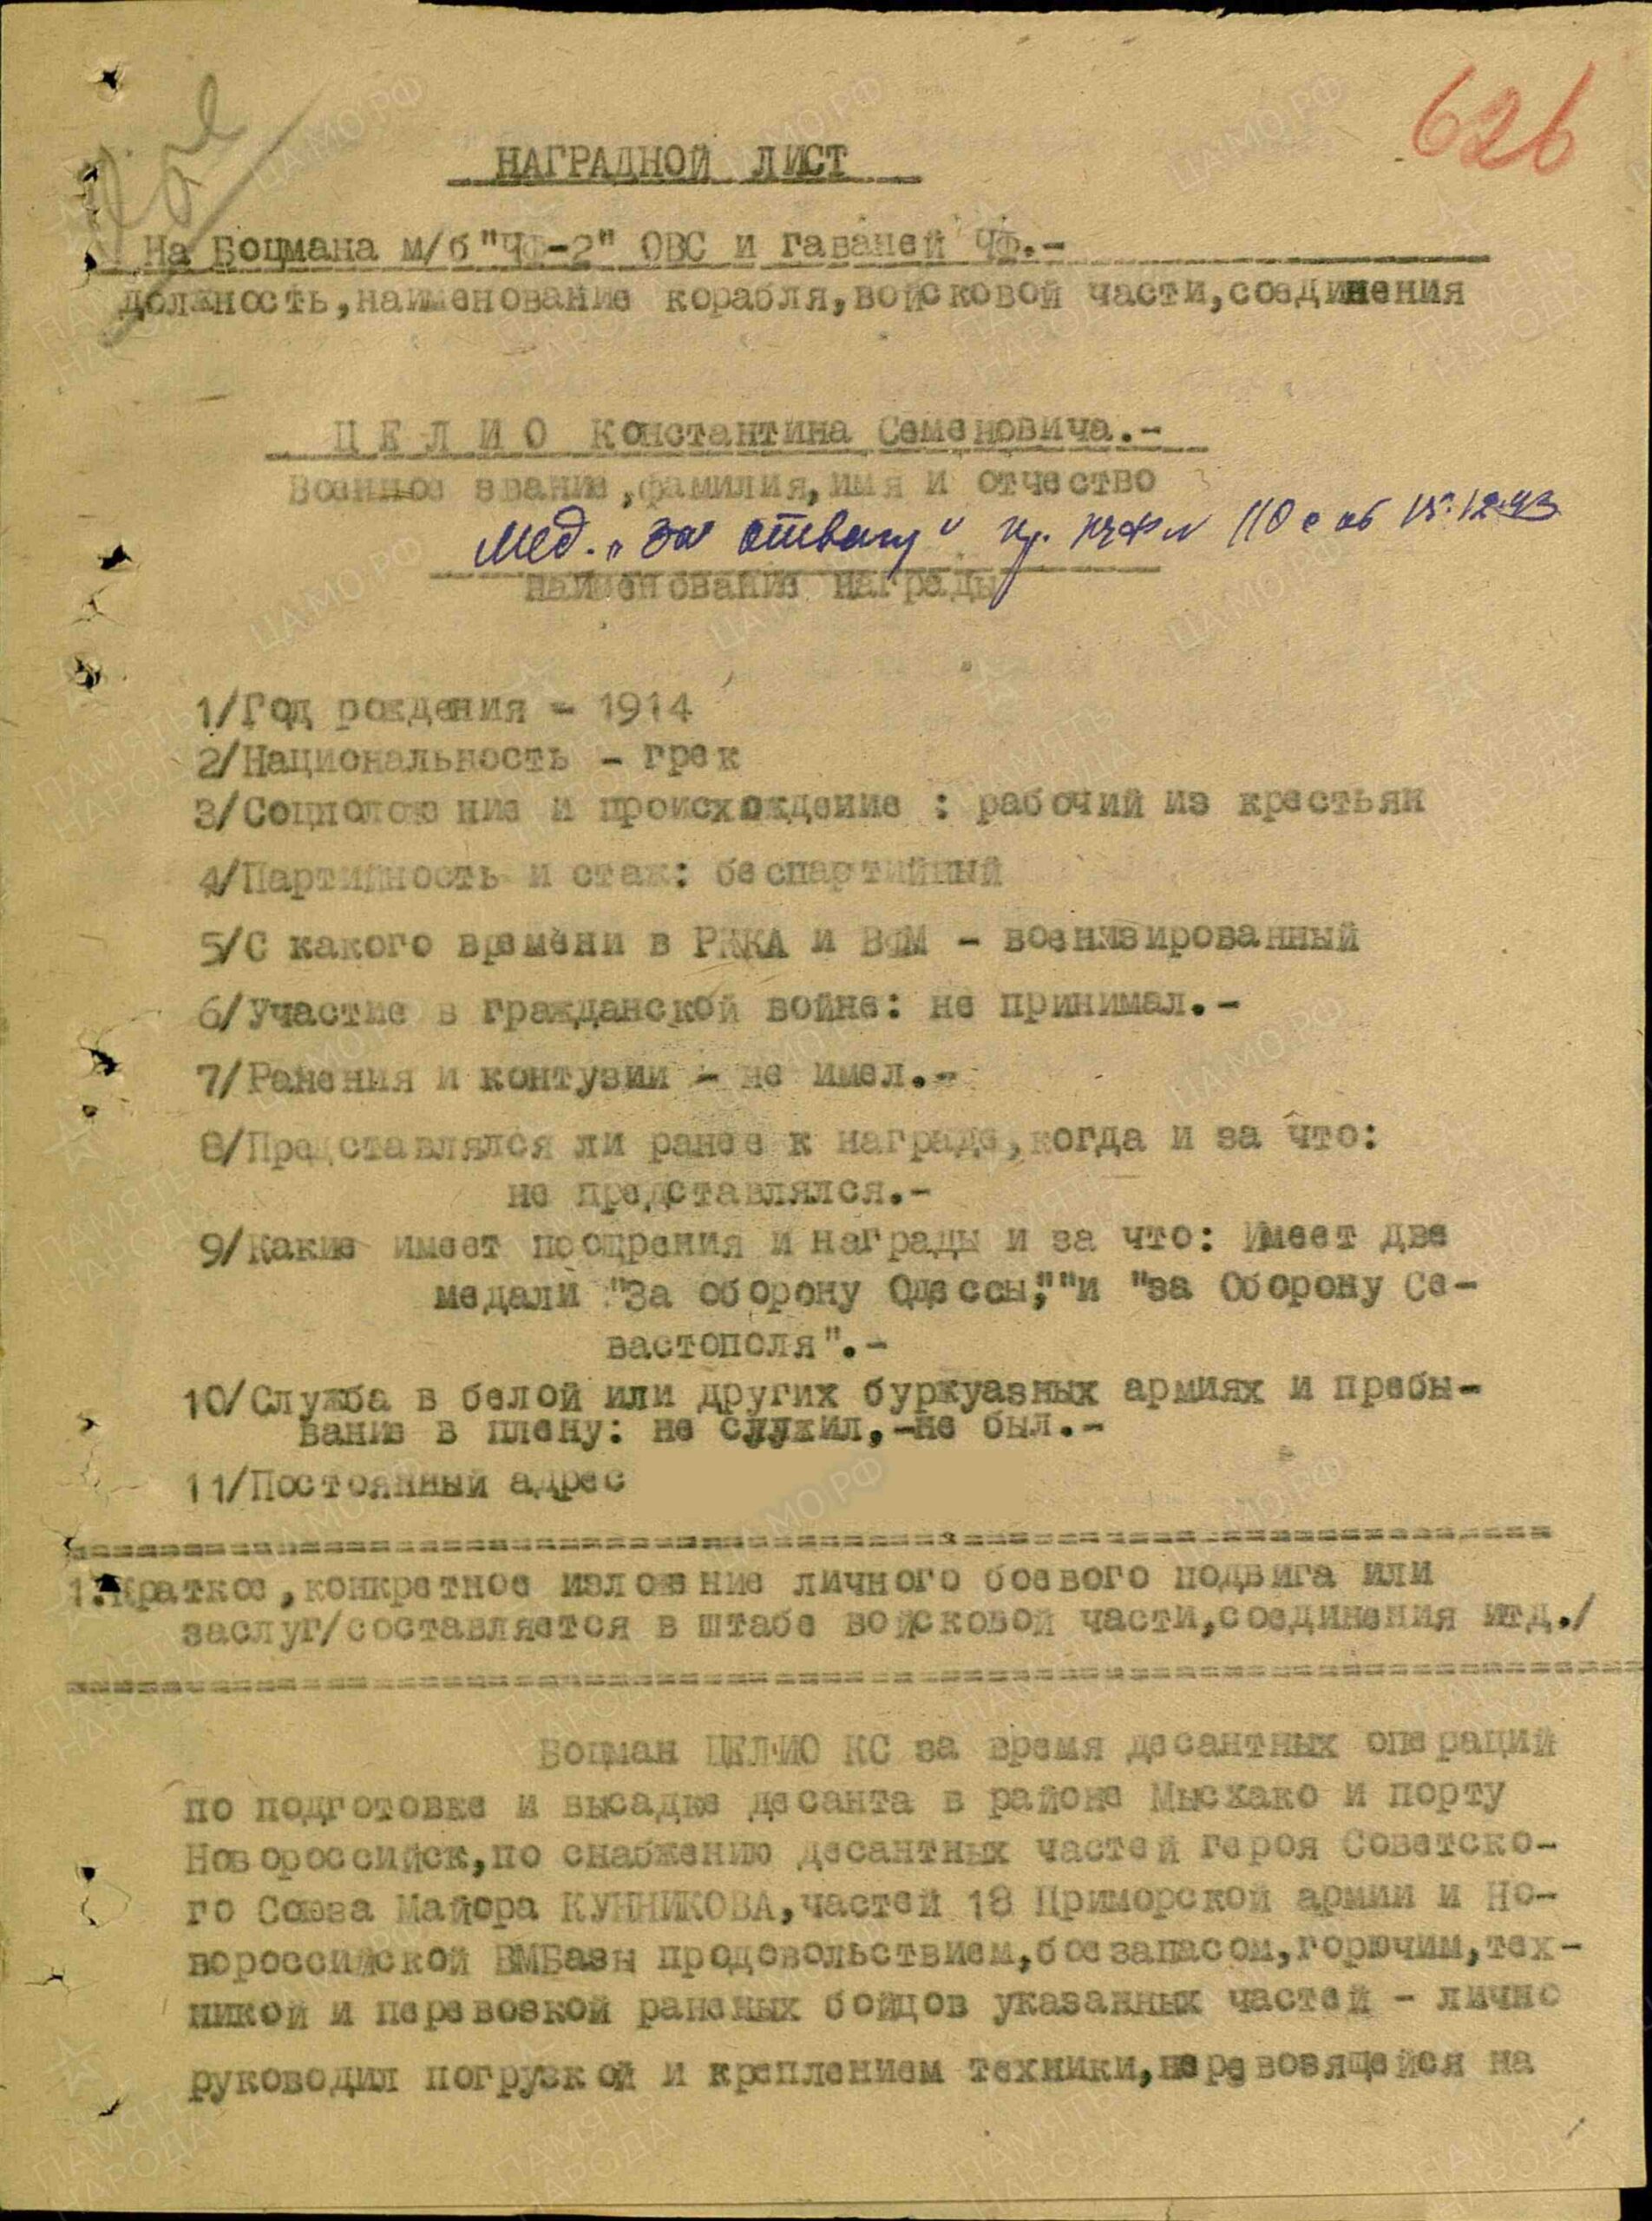 626
НАГРАДНОЙ ЛИСТ
На Боцмана м/б "ЧФ-2" ОВС и гаваней ЧФ.-
должность,наименование корабля,войсковой части,соединения
ЦЕЛИО Константина Семеновича.-
Военное звание,фамилия,имя и отчество
Мед. „За отвагу" пр. 110 с об 15.12.43
наименование награды
1/Год рождения - 1914
2/Национальность - грек
3/Соцположение и происхождение : рабочий из крестьян
4/Партийность и стаж: беспартийный
5/С какого времени в РККА и ВФМ - военизированный
6/Участие в гражданской войне: не принимал.-
7/Ранения и контузии - не имел.-
8/Представлялся ли ранее к награде,когда и за что:
не представлялся.-
9/Какие имеет поощрения и награды и за что: Имеет две
медали "За оборону Одессы;""и "за Оборону Се-
вастополя".-
10/Служба в белой или других буржуазных армиях и пребы-
вание в плену: не служил,-не был.-
11/Постоянный адрес
1.Краткое,конкретное изложение личного боевого подвига или
заслуг/составляется в штабе войсковой части,соединения итд./
Боцман ЦЕЛИО КС за время десантных операций
по подготовке и высадке десанта в районе Мысхако и порту
Новороссийск,по снабжению десантных частей героя Советско-
го Союза Майора КУННИКОВА,частей 18 Приморской армии и Но-
вороссийской ВМБазы продовольствием,боезапасом,горючим,тех-
никой и перевозкой раненых бойцов указанных частей - лично
руководил погрузкой и креплением техники,перевозящейся на